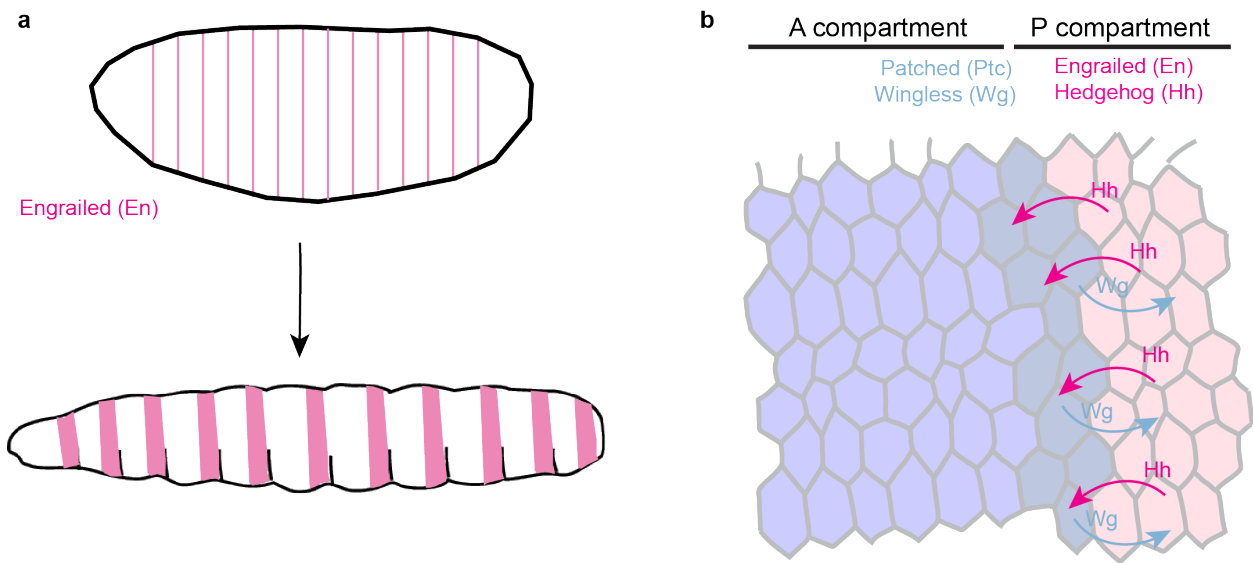 a
Engrailed (En)
b
A compartment
P compartment
Patched (Ptc)
Wingless (Wg)
Engrailed (En)
Hedgehog (Hh)
Hh
Hh
Wg
Hh
Wg
Hh
Wg